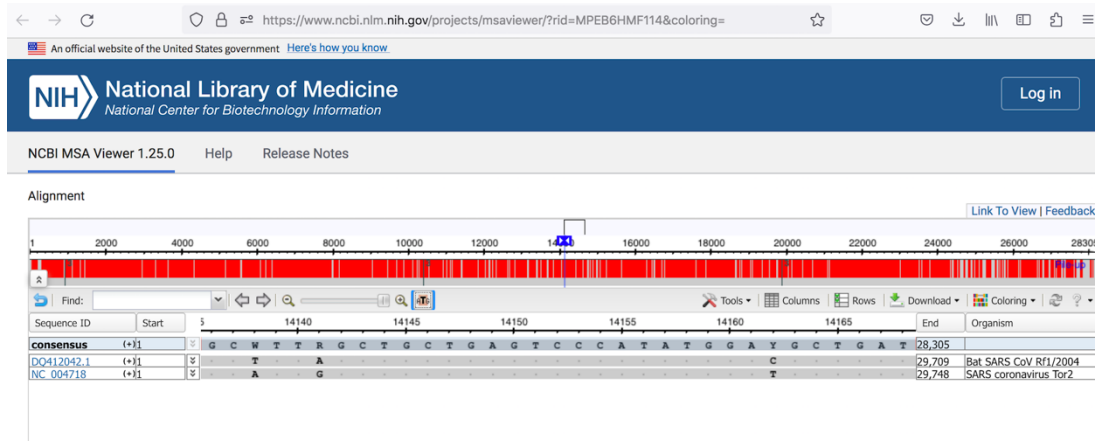 https://www.ncbi.nlm.nih.gov/projects/msaviewer/?rid=MPEB6HMF114&coloring=
An official website of the United States government Here's how you know
NIH National Library of Medicine
National Center for Biotechnology Information
Log in
NCBI MSA Viewer 1.25.0 Help Release Notes
Alignment
Link To View | Feedback
1 2000 4000 6000 8000 10000 12000 16000 18000 20000 22000 24000 26000 28305
Find: Tools Columns Rows Download Coloring ?
Sequence ID Start 5 14140 14145 14150 14155 14160 14165 End Organism
consensus (+)1 G C W T T R G C T G C T G A G T C C C A T A T G G A Y G C T G A T 28,305
DQ412042.1 (+)1 T A C 29,709 Bat SARS CoV Rf1/2004
NC_004718 (+)1 A G T 29,748 SARS coronavirus Tor2